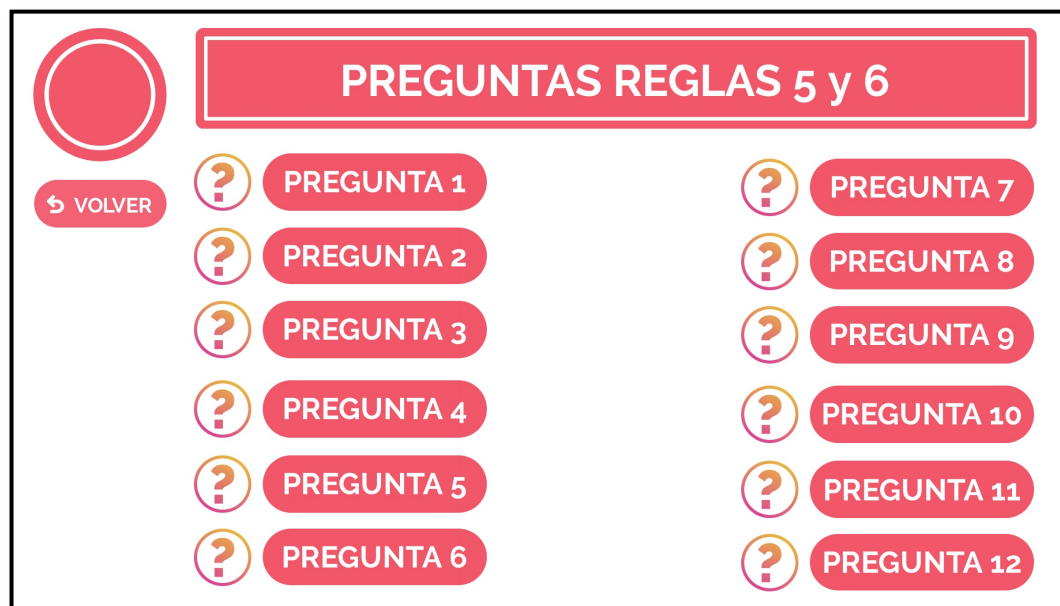 PREGUNTAS REGLAS 5 y 6
VOLVER
PREGUNTA 1
PREGUNTA 2
PREGUNTA 3
PREGUNTA 4
PREGUNTA 5
PREGUNTA 6
PREGUNTA 7
PREGUNTA 8
PREGUNTA 9
PREGUNTA 10
PREGUNTA 11
PREGUNTA 12